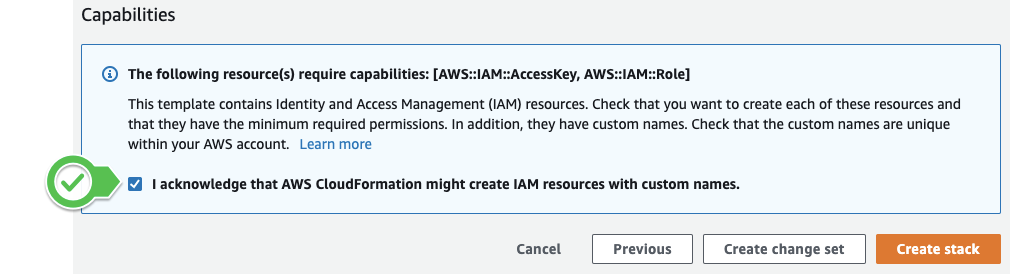 Capabilities
The following resource(s) require capabilities: [AWS::IAM::AccessKey, AWS::IAM::Role]
This template contains Identity and Access Management (IAM) resources. Check that you want to create each of these resources and
that they have the minimum required permissions. In addition, they have custom names. Check that the custom names are unique
within your AWS account. Learn more
I acknowledge that AWS CloudFormation might create IAM resources with custom names.
Cancel Previous Create change set Create stack